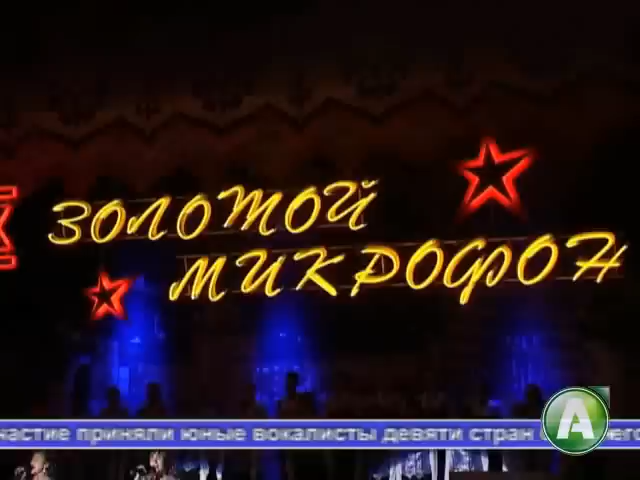 ЗОЛОТОЙ
МИКРОФОН
частие приняли юные вокалисты девяти стран
А